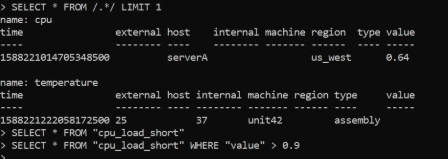 > SELECT * FROM /.*/ LIMIT 1
name: cpu
time                external host    internal machine region  type value
----                -------- ----    -------- ------- ------  ---- -----
1588221014705348500          serverA                  us_west      0.64

name: temperature
time                external host internal machine region type     value
----                -------- ---- -------- ------- ------ ----     -----
1588221222058172500 25            37       unit42         assembly
> SELECT * FROM "cpu_load_short"
> SELECT * FROM "cpu_load_short" WHERE "value" > 0.9
>